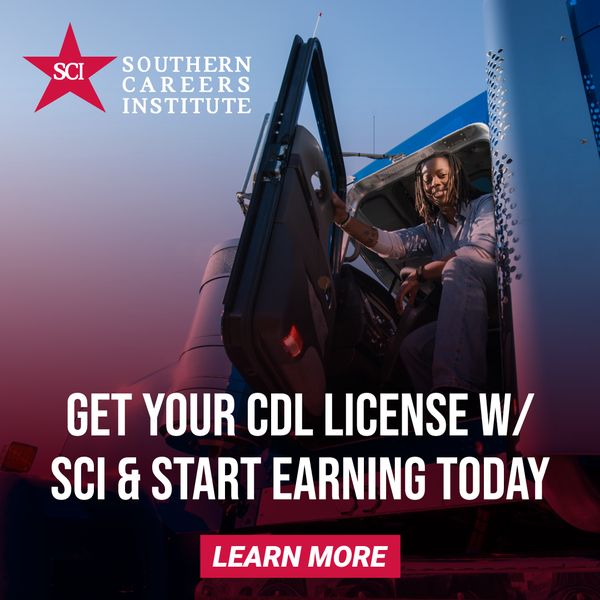 SCI
SOUTHERN
CAREERS
INSTITUTE
GET YOUR CDL LICENSE W/
SCI & START EARNING TODAY
LEARN MORE